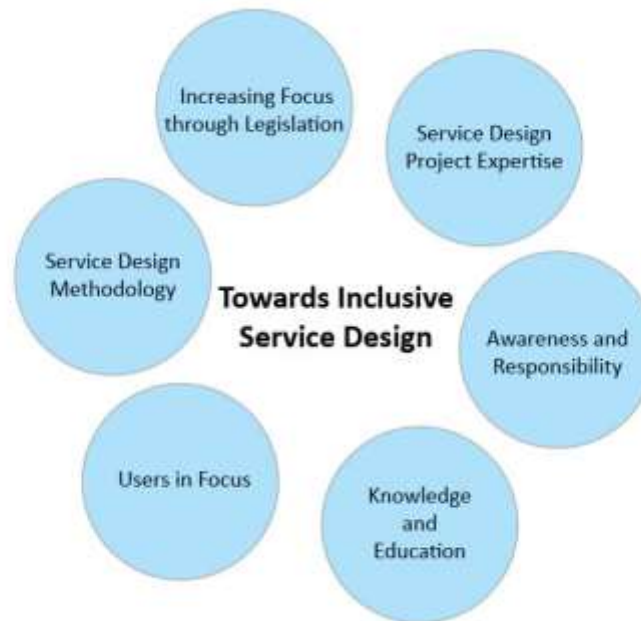 Increasing Focus
through Legislation
Service Design
Project Expertise
Service Design
Methodology
Towards Inclusive
Service Design
Awareness and
Responsibility
Users in Focus
Knowledge
and
Education